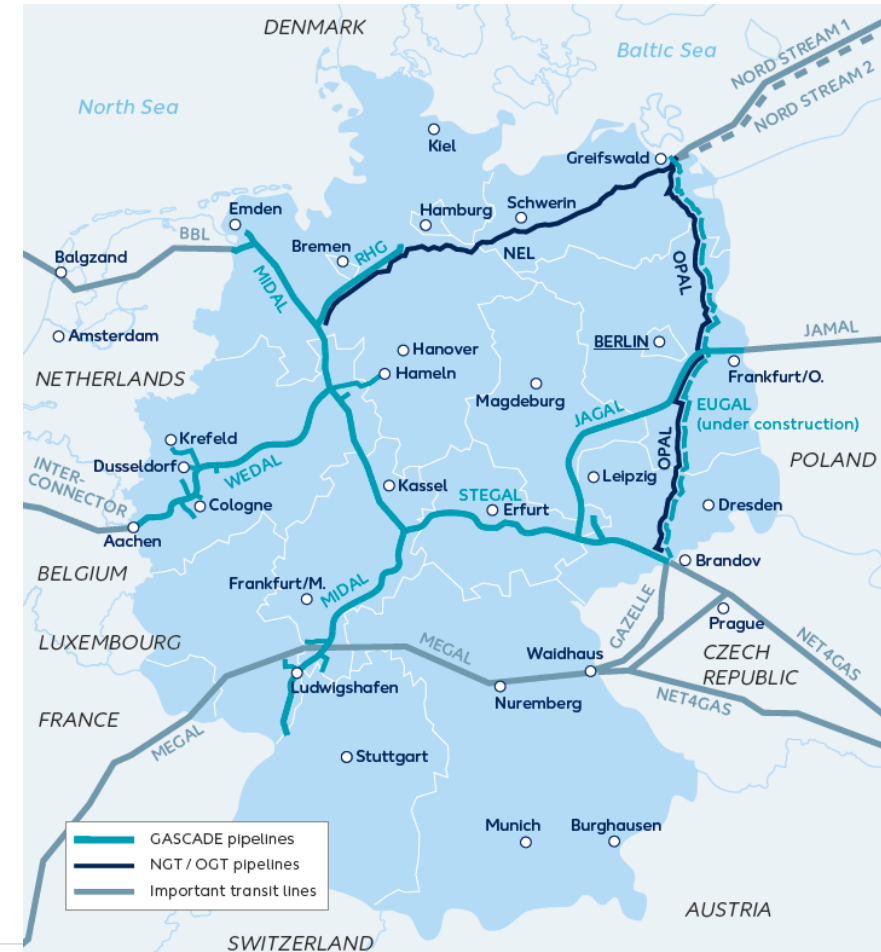 DENMARK
Baltic Sea
NORD STREAM 1
NORD STREAM 2
North Sea
Kiel
Greifswald
Emden
Hamburg
Schwerin
BBL
Bremen
RHG
NEL
Balgzand
MIDAL
OPAL
Amsterdam
BERLIN
JAMAL
Hanover
Hameln
Frankfurt/O.
NETHERLANDS
Magdeburg
JAGAL
EUGAL
(under construction)
Krefeld
OPAL
Dusseldorf
WEDAL
POLAND
INTER-
CONNECTOR
Leipzig
Kassel
STEGAL
Cologne
Erfurt
Dresden
Aachen
Brandov
BELGIUM
Frankfurt/M.
MIDAL
GAZELLE
Prague
LUXEMBOURG
MEGAL
Waidhaus
CZECH
REPUBLIC
NET4GAS
Ludwigshafen
Nuremberg
NET4GAS
FRANCE
MEGAL
Stuttgart
Munich
Burghausen
GASCADE pipelines
NGT / OGT pipelines
Important transit lines
AUSTRIA
SWITZERLAND